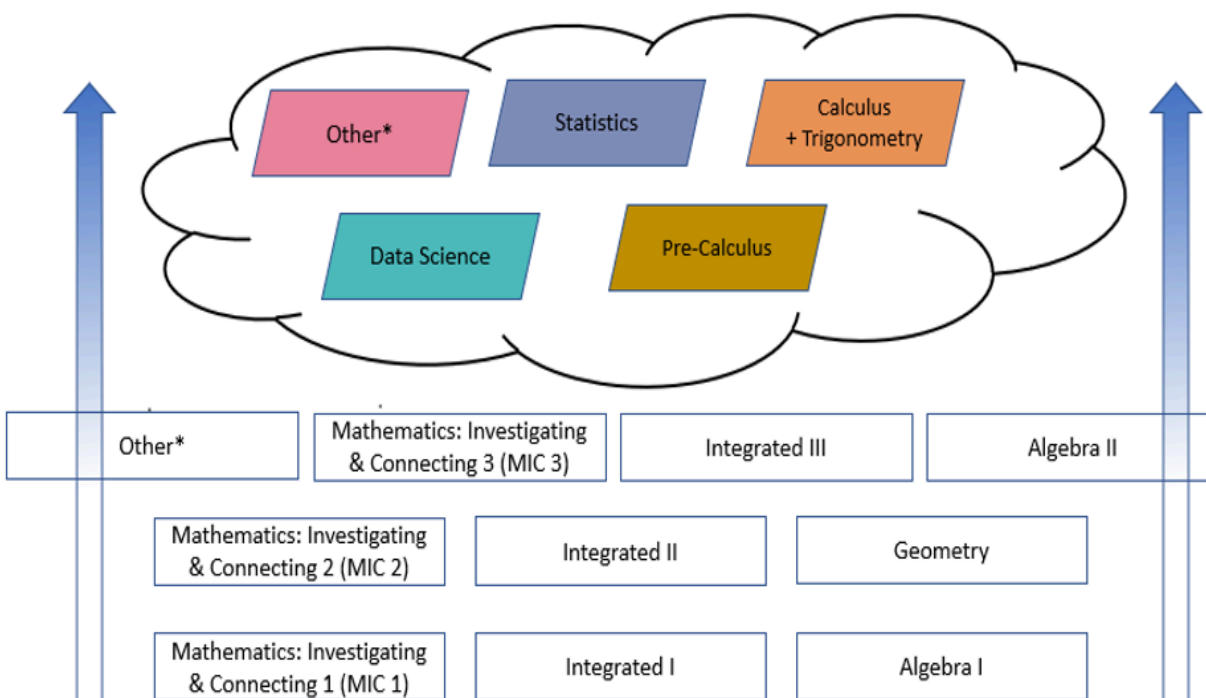 Other*
Statistics
Calculus
+ Trigonometry
Data Science
Pre-Calculus
Other*
Mathematics: Investigating
& Connecting 3 (MIC 3)
Integrated III
Algebra II
Mathematics: Investigating
& Connecting 2 (MIC 2)
Integrated II
Geometry
Mathematics: Investigating
& Connecting 1 (MIC 1)
Integrated I
Algebra I